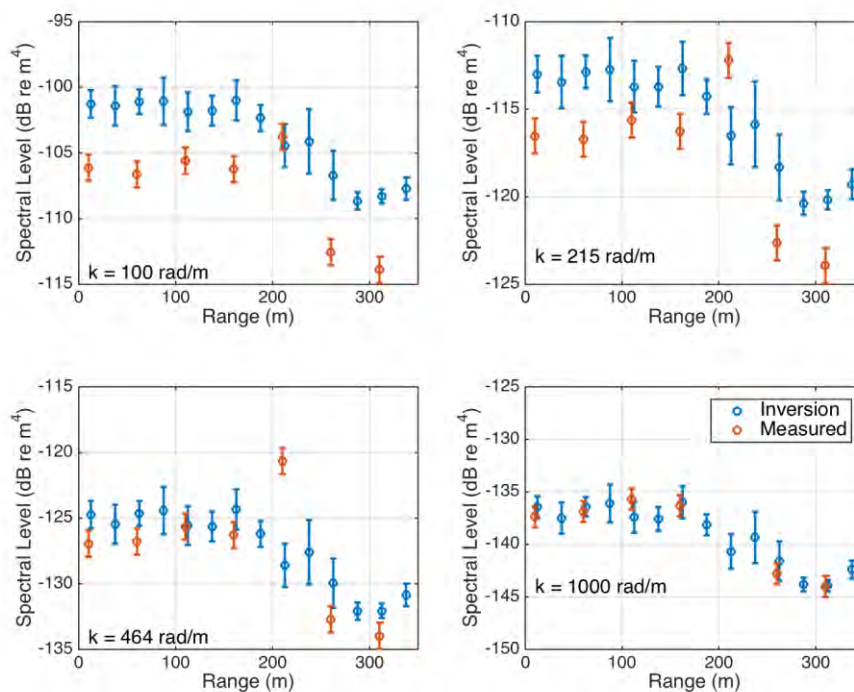 -95
-100
-105
-110
-115
Spectral Level (dB re m⁴)
k = 100 rad/m
0 100 200 300
Range (m)
-110
-115
-120
-125
Spectral Level (dB re m⁴)
k = 215 rad/m
0 100 200 300
Range (m)
-115
-120
-125
-130
-135
Spectral Level (dB re m⁴)
k = 464 rad/m
0 100 200 300
Range (m)
-125
-130
-135
-140
-145
-150
Spectral Level (dB re m⁴)
Inversion
Measured
k = 1000 rad/m
0 100 200 300
Range (m)